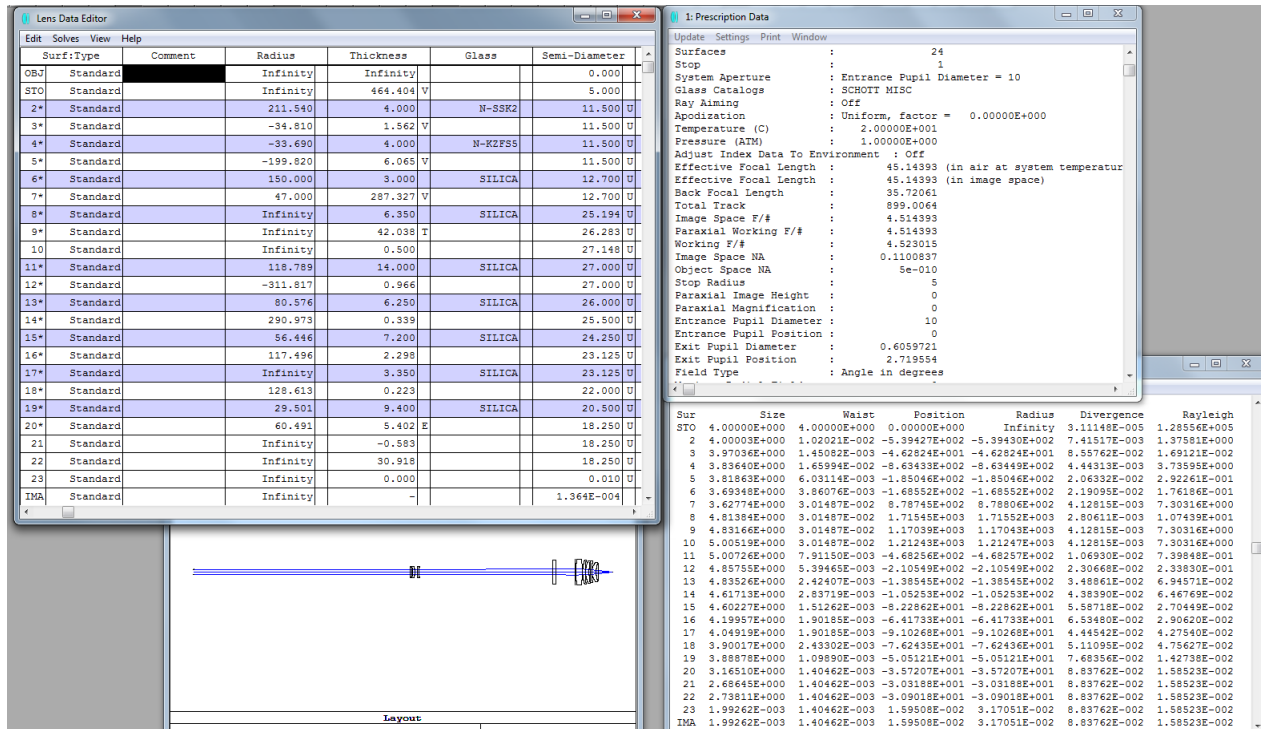 Lens Data Editor
Edit Solves View Help
Surf:Type Comment Radius Thickness Glass Semi-Diameter
OBJ Standard Infinity Infinity 0.000
STO Standard Infinity 464.404 V 5.000
2* Standard 211.540 4.000 N-SSK2 11.500 U
3* Standard -34.810 1.562 V 11.500 U
4* Standard -33.690 4.000 N-KZFS5 11.500 U
5* Standard -199.820 6.065 V 11.500 U
6* Standard 150.000 3.000 SILICA 12.700 U
7* Standard 47.000 287.327 V 12.700 U
8* Standard Infinity 6.350 SILICA 25.194 U
9* Standard Infinity 42.038 T 26.283 U
10 Standard Infinity 0.500 27.148 U
11* Standard 118.789 14.000 SILICA 27.000 U
12* Standard -311.817 0.966 27.000 U
13* Standard 80.576 6.250 SILICA 26.000 U
14* Standard 290.973 0.339 25.500 U
15* Standard 56.446 7.200 SILICA 24.250 U
16* Standard 117.496 2.298 23.125 U
17* Standard Infinity 3.350 SILICA 23.125 U
18* Standard 128.613 0.223 22.000 U
19* Standard 29.501 9.400 SILICA 20.500 U
20* Standard 60.491 5.402 E 18.250 U
21 Standard Infinity -0.583 18.250 U
22 Standard Infinity 30.918 18.250 U
23 Standard Infinity 0.000 0.010 U
IMA Standard Infinity - 1.364E-004
1: Prescription Data
Update Settings Print Window
Surfaces : 24
Stop : 1
System Aperture : Entrance Pupil Diameter = 10
Glass Catalogs : SCHOTT MISC
Ray Aiming : Off
Apodization : Uniform, factor = 0.00000E+000
Temperature (C) : 2.00000E+001
Pressure (ATM) : 1.00000E+000
Adjust Index Data To Environment : Off
Effective Focal Length : 45.14393 (in air at system temperatur
Effective Focal Length : 45.14393 (in image space)
Back Focal Length : 35.72061
Total Track : 899.0064
Image Space F/# : 4.514393
Paraxial Working F/# : 4.514393
Working F/# : 4.523015
Image Space NA : 0.1100837
Object Space NA : 5e-010
Stop Radius : 5
Paraxial Image Height : 0
Paraxial Magnification : 0
Entrance Pupil Diameter : 10
Entrance Pupil Position : 0
Exit Pupil Diameter : 0.6059721
Exit Pupil Position : 2.719554
Field Type : Angle in degrees
Sur Size Waist Position Radius Divergence Rayleigh
STO 4.00000E+000 4.00000E+000 0.00000E+000 Infinity 3.11148E-005 1.28556E+005
2 4.00003E+000 1.02021E-002 -5.39427E+002 -5.39430E+002 7.41517E-003 1.37581E+000
3 3.97036E+000 1.45082E-003 -4.62824E+001 -4.62824E+001 8.55762E-002 1.69121E-002
4 3.83640E+000 1.65994E-002 -8.63433E+002 -8.63449E+002 4.44313E-003 3.73595E+000
5 3.81863E+000 6.03114E-003 -1.85046E+002 -1.85046E+002 2.06332E-002 2.92261E-001
6 3.69348E+000 3.86076E-003 -1.68552E+002 -1.68552E+002 2.19095E-002 1.76186E-001
7 3.62774E+000 3.01487E-002 8.78745E+002 8.78806E+002 4.12815E-003 7.30316E+000
8 4.81384E+000 3.01487E-002 1.71545E+003 1.71552E+003 2.80611E-003 1.07439E+001
9 4.83166E+000 3.01487E-002 1.17039E+003 1.17043E+003 4.12815E-003 7.30316E+000
10 5.00519E+000 3.01487E-002 1.21243E+003 1.21247E+003 4.12815E-003 7.30316E+000
11 5.00726E+000 7.91150E-003 -4.68256E+002 -4.68257E+002 1.06930E-002 7.39848E-001
12 4.85755E+000 5.39465E-003 -2.10549E+002 -2.10549E+002 2.30668E-002 2.33830E-001
13 4.83526E+000 2.42407E-003 -1.38545E+002 -1.38545E+002 3.48861E-002 6.94571E-002
14 4.61713E+000 2.83719E-003 -1.05253E+002 -1.05253E+002 4.38390E-002 6.46769E-002
15 4.60227E+000 1.51262E-003 -8.22862E+001 -8.22862E+001 5.58718E-002 2.70449E-002
16 4.19957E+000 1.90185E-003 -6.41733E+001 -6.41733E+001 6.53480E-002 2.90620E-002
17 4.04919E+000 1.90185E-003 -9.10268E+001 -9.10268E+001 4.44542E-002 4.27540E-002
18 3.90017E+000 2.43302E-003 -7.62435E+001 -7.62436E+001 5.11095E-002 4.75627E-002
19 3.88878E+000 1.09890E-003 -5.05121E+001 -5.05121E+001 7.68356E-002 1.42738E-002
20 3.16510E+000 1.40462E-003 -3.57207E+001 -3.57207E+001 8.83762E-002 1.58523E-002
21 2.68645E+000 1.40462E-003 -3.03188E+001 -3.03188E+001 8.83762E-002 1.58523E-002
22 2.73811E+000 1.40462E-003 -3.09018E+001 -3.09018E+001 8.83762E-002 1.58523E-002
23 1.99262E-003 1.40462E-003 1.59508E-002 3.17051E-002 8.83762E-002 1.58523E-002
IMA 1.99262E-003 1.40462E-003 1.59508E-002 3.17051E-002 8.83762E-002 1.58523E-002
Layout